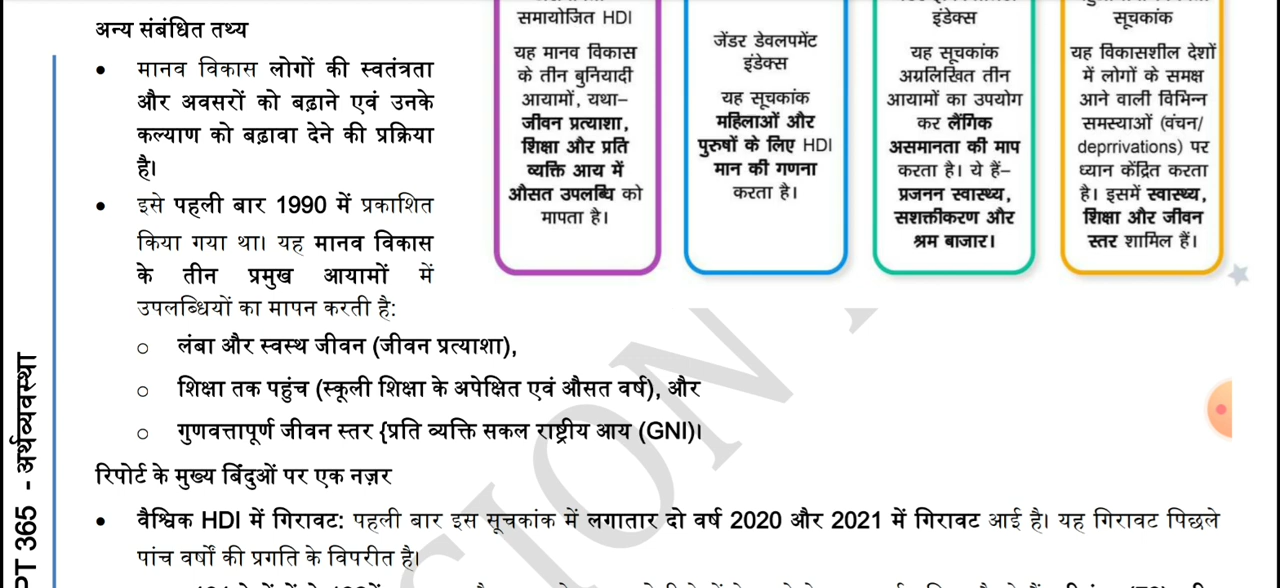 अन्य संबंधित तथ्य
• मानव विकास लोगों की स्वतंत्रता
और अवसरों को बढ़ाने एवं उनके
कल्याण को बढ़ावा देने की प्रक्रिया
है।
• इसे पहली बार 1990 में प्रकाशित
किया गया था। यह मानव विकास
के तीन प्रमुख आयामों में
उपलब्धियों का मापन करती है:
समायोजित HDI
यह मानव विकास
के तीन बुनियादी
आयामों, यथा–
जीवन प्रत्याशा,
शिक्षा और प्रति
व्यक्ति आय में
औसत उपलब्धि को
मापता है।
जेंडर डेवलपमेंट
इंडेक्स
यह सूचकांक
महिलाओं और
पुरुषों के लिए HDI
मान की गणना
करता है।
इंडेक्स
यह सूचकांक
अग्रलिखित तीन
आयामों का उपयोग
कर लैंगिक
असमानता की माप
करता है। ये हैं–
प्रजनन स्वास्थ्य,
सशक्तीकरण और
श्रम बाजार।
सूचकांक
यह विकासशील देशों
में लोगों के समक्ष
आने वाली विभिन्न
समस्याओं (वंचन/
deprrivations) पर
ध्यान केंद्रित करता
है। इसमें स्वास्थ्य,
शिक्षा और जीवन
स्तर शामिल हैं।
○ लंबा और स्वस्थ जीवन (जीवन प्रत्याशा),
○ शिक्षा तक पहुंच (स्कूली शिक्षा के अपेक्षित एवं औसत वर्ष), और
○ गुणवत्तापूर्ण जीवन स्तर {प्रति व्यक्ति सकल राष्ट्रीय आय (GNI)।
रिपोर्ट के मुख्य बिंदुओं पर एक नज़र
• वैश्विक HDI में गिरावट: पहली बार इस सूचकांक में लगातार दो वर्ष 2020 और 2021 में गिरावट आई है। यह गिरावट पिछले
पांच वर्षों की प्रगति के विपरीत है।
PT 365 - अर्थव्यवस्था
SION